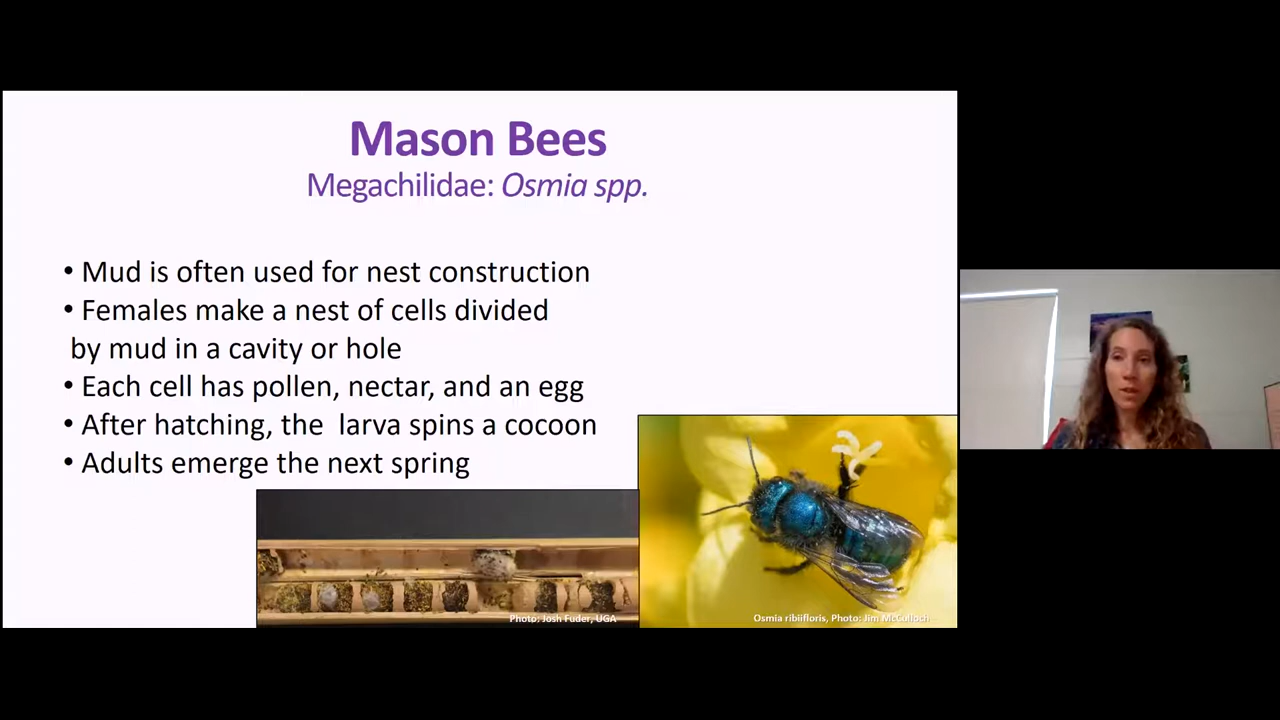 Mason Bees
Megachilidae: Osmia spp.
• Mud is often used for nest construction
• Females make a nest of cells divided
by mud in a cavity or hole
• Each cell has pollen, nectar, and an egg
• After hatching, the larva spins a cocoon
• Adults emerge the next spring
Photo: Josh Fuder, UGA
Osmia ribiifloris, Photo: Jim McCulloch